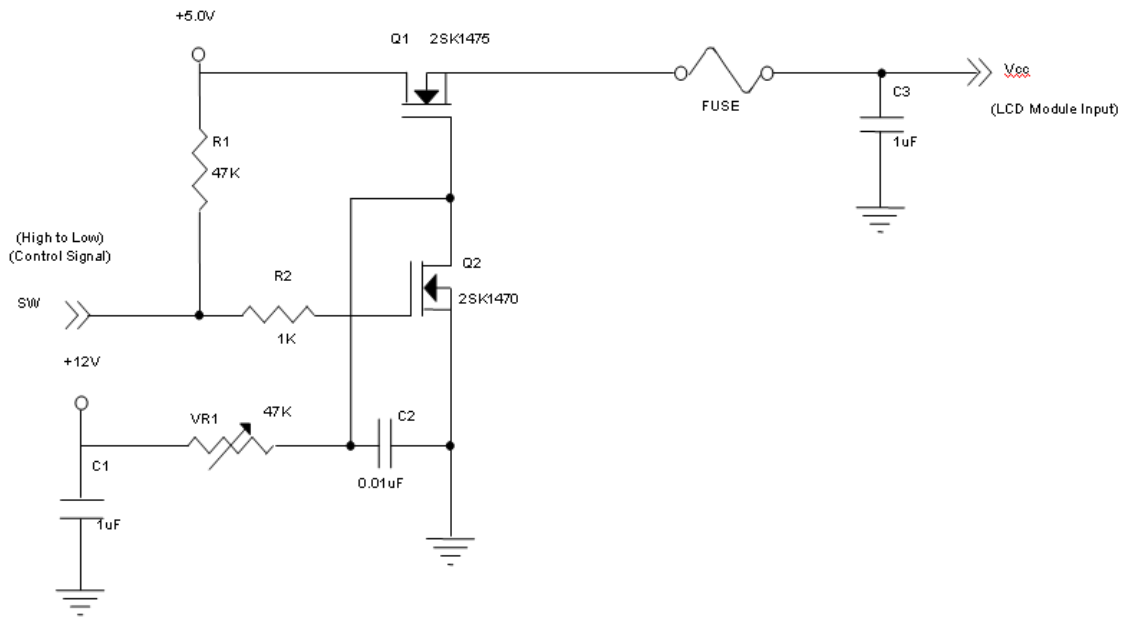 +5.0V
Q1 2SK1475
Vcc
C3
FUSE
(LCD Module Input)
R1
1uF
47K
(High to Low)
(Control Signal)
Q2
R2
SW
2SK1470
1K
+12V
VR1
47K
C2
C1
0.01uF
1uF